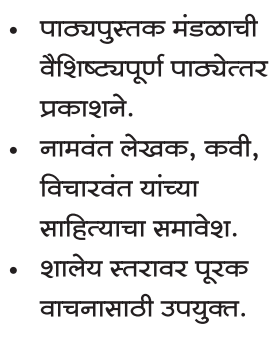 • पाठ्यपुस्तक मंडळाची
वैशिष्ट्यपूर्ण पाठ्येत्तर
प्रकाशने.
• नामवंत लेखक, कवी,
विचारवंत यांच्या
साहित्याचा समावेश.
• शालेय स्तरावर पूरक
वाचनासाठी उपयुक्त.